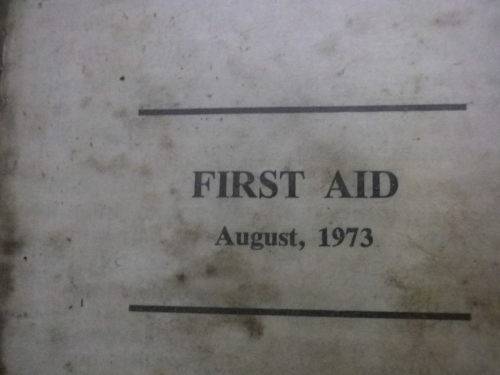 FIRST AID
August, 1973